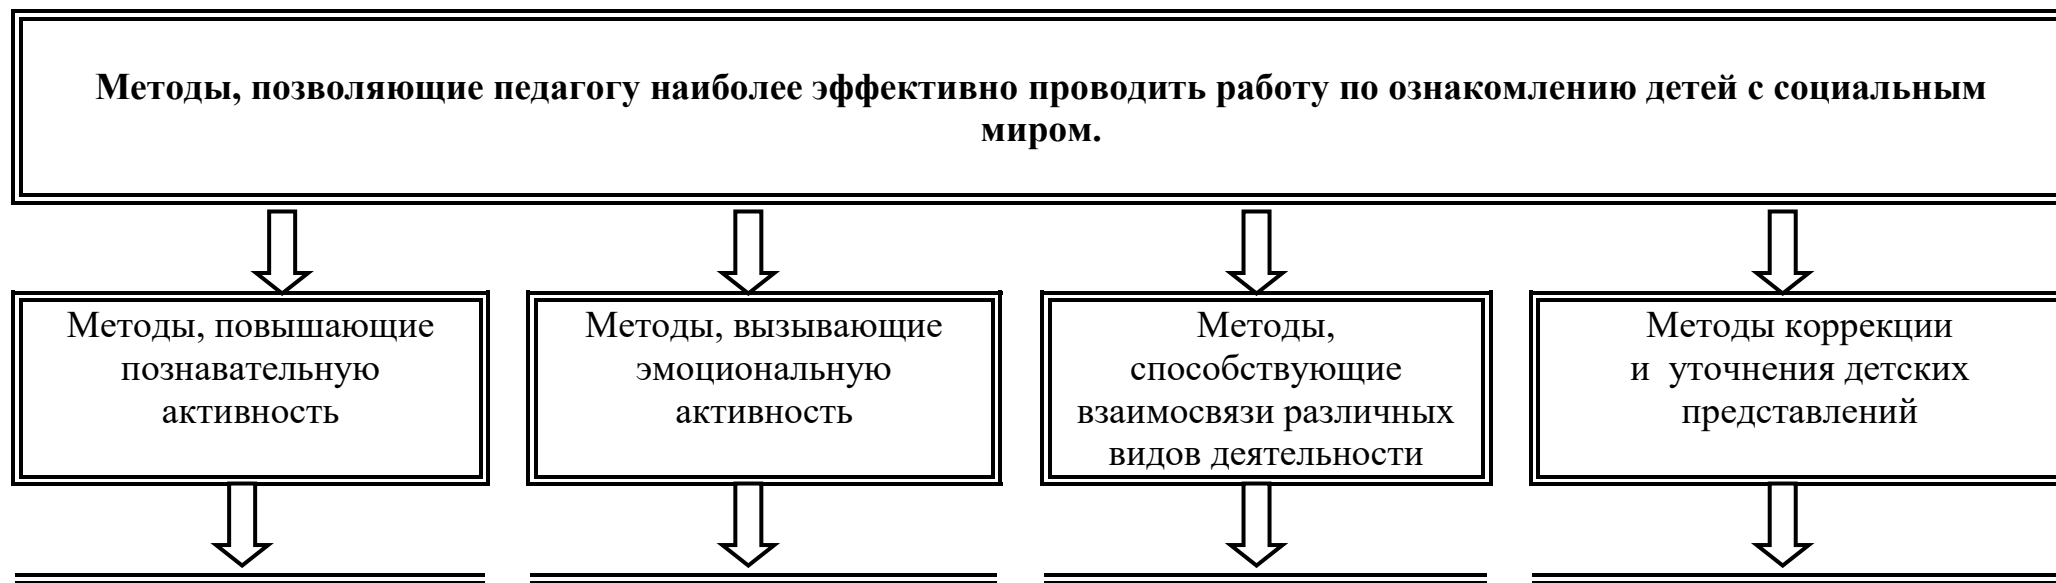 Методы, позволяющие педагогу наиболее эффективно проводить работу по ознакомлению детей с социальным
миром.
Методы, повышающие
познавательную
активность
Методы, вызывающие
эмоциональную
активность
Методы,
способствующие
взаимосвязи различных
видов деятельности
Методы коррекции
и  уточнения детских
представлений